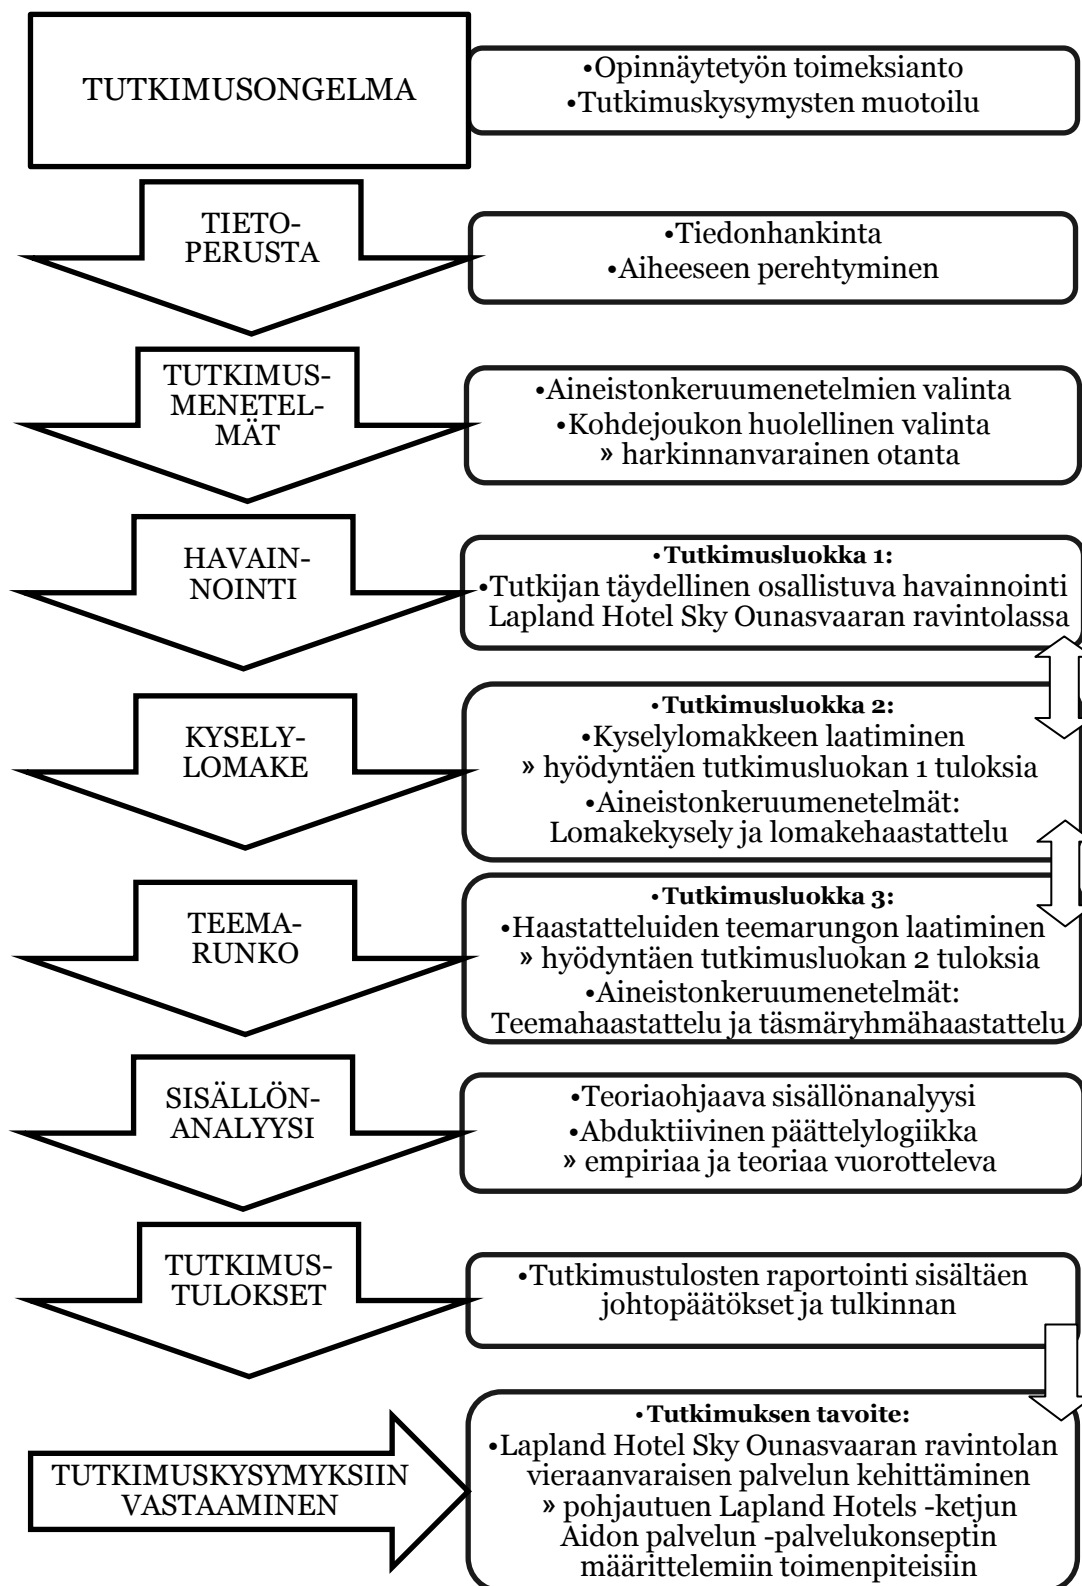 TUTKIMUSONGELMA
•Opinnäytetyön toimeksianto
•Tutkimuskysymysten muotoilu
TIETO-
PERUSTA
•Tiedonhankinta
•Aiheeseen perehtyminen
TUTKIMUS-
MENETEL-
MÄT
•Aineistonkeruumenetelmien valinta
•Kohdejoukon huolellinen valinta
» harkinnanvarainen otanta
HAVAIN-
NOINTI
•Tutkimusluokka 1:
•Tutkijan täydellinen osallistuva havainnointi
Lapland Hotel Sky Ounasvaaran ravintolassa
KYSELY-
LOMAKE
•Tutkimusluokka 2:
•Kyselylomakkeen laatiminen
» hyödyntäen tutkimusluokan 1 tuloksia
•Aineistonkeruumenetelmät:
Lomakekysely ja lomakehaastattelu
TEEMA-
RUNKO
•Tutkimusluokka 3:
•Haastatteluiden teemarungon laatiminen
» hyödyntäen tutkimusluokan 2 tuloksia
•Aineistonkeruumenetelmät:
Teemahaastattelu ja täsmäryhmähaastattelu
SISÄLLÖN-
ANALYYSI
•Teoriaohjaava sisällönanalyysi
•Abduktiivinen päättelylogiikka
» empiriaa ja teoriaa vuorotteleva
TUTKIMUS-
TULOKSET
•Tutkimustulosten raportointi sisältäen
johtopäätökset ja tulkinnan
TUTKIMUSKYSYMYKSIIN
VASTAAMINEN
•Tutkimuksen tavoite:
•Lapland Hotel Sky Ounasvaaran ravintolan
vieraanvaraisen palvelun kehittäminen
» pohjautuen Lapland Hotels -ketjun
Aidon palvelun -palvelukonseptin
määrittelemiin toimenpiteisiin